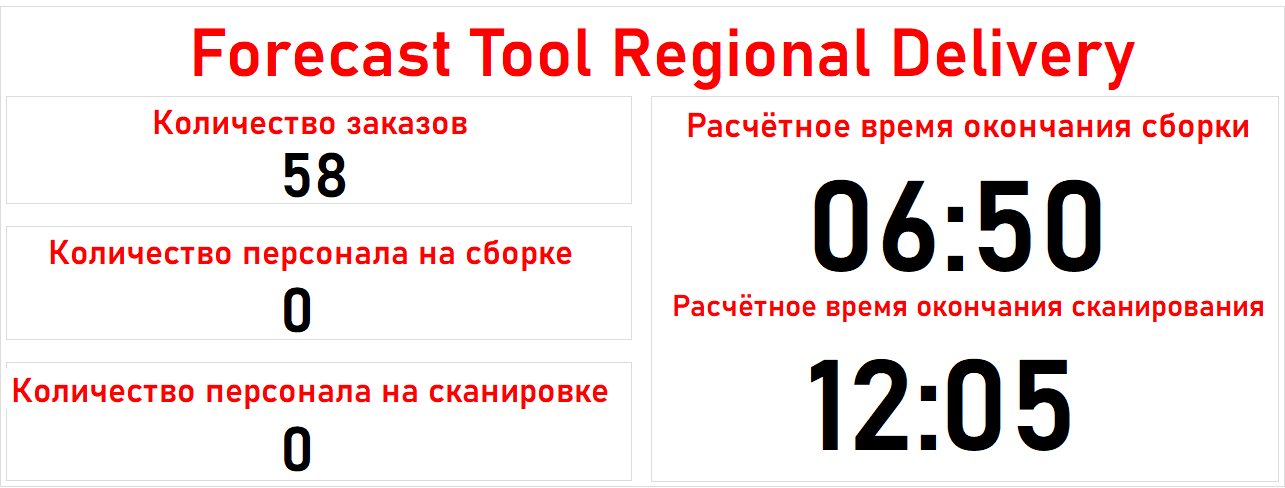 Forecast Tool Regional Delivery
Количество заказов
58
Количество персонала на сборке
0
Количество персонала на сканировке
0
Расчётное время окончания сборки
06:50
Расчётное время окончания сканирования
12:05